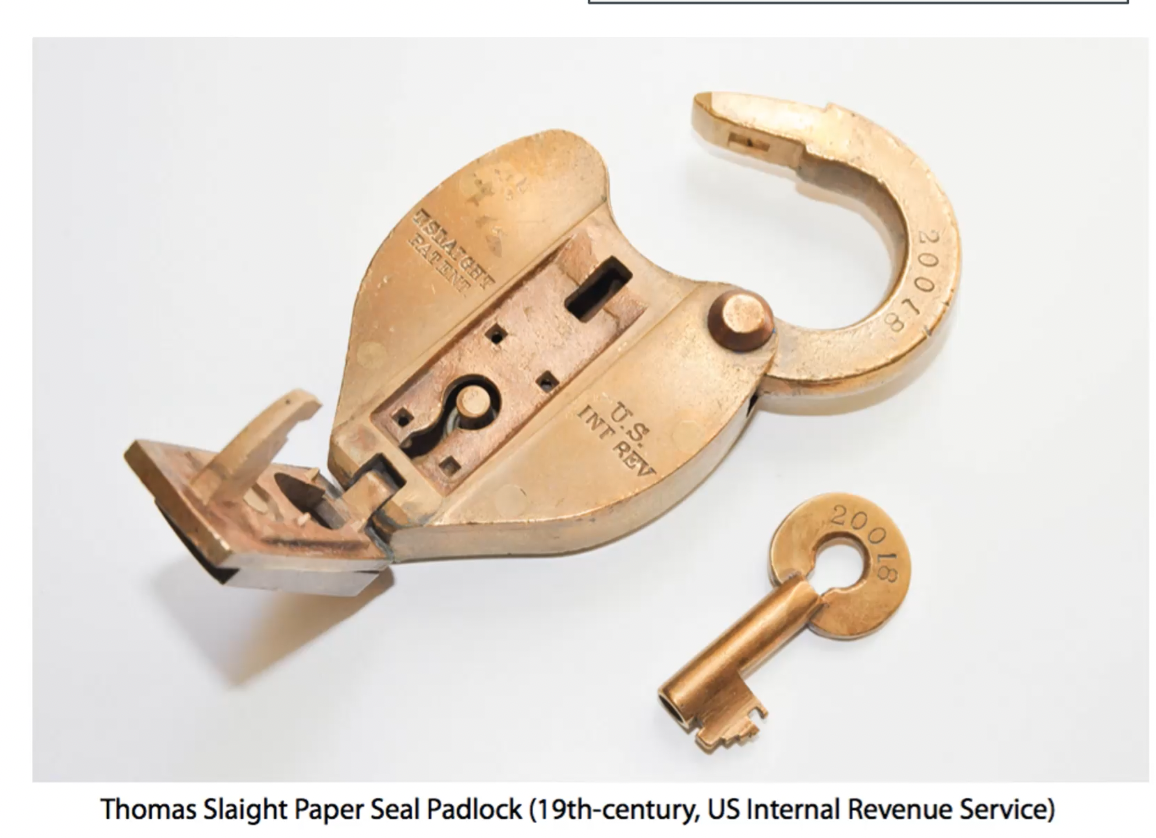 T SLAIGHT
PATENT
20018
U.S.
INT REV
20018
Thomas Slaight Paper Seal Padlock (19th-century, US Internal Revenue Service)